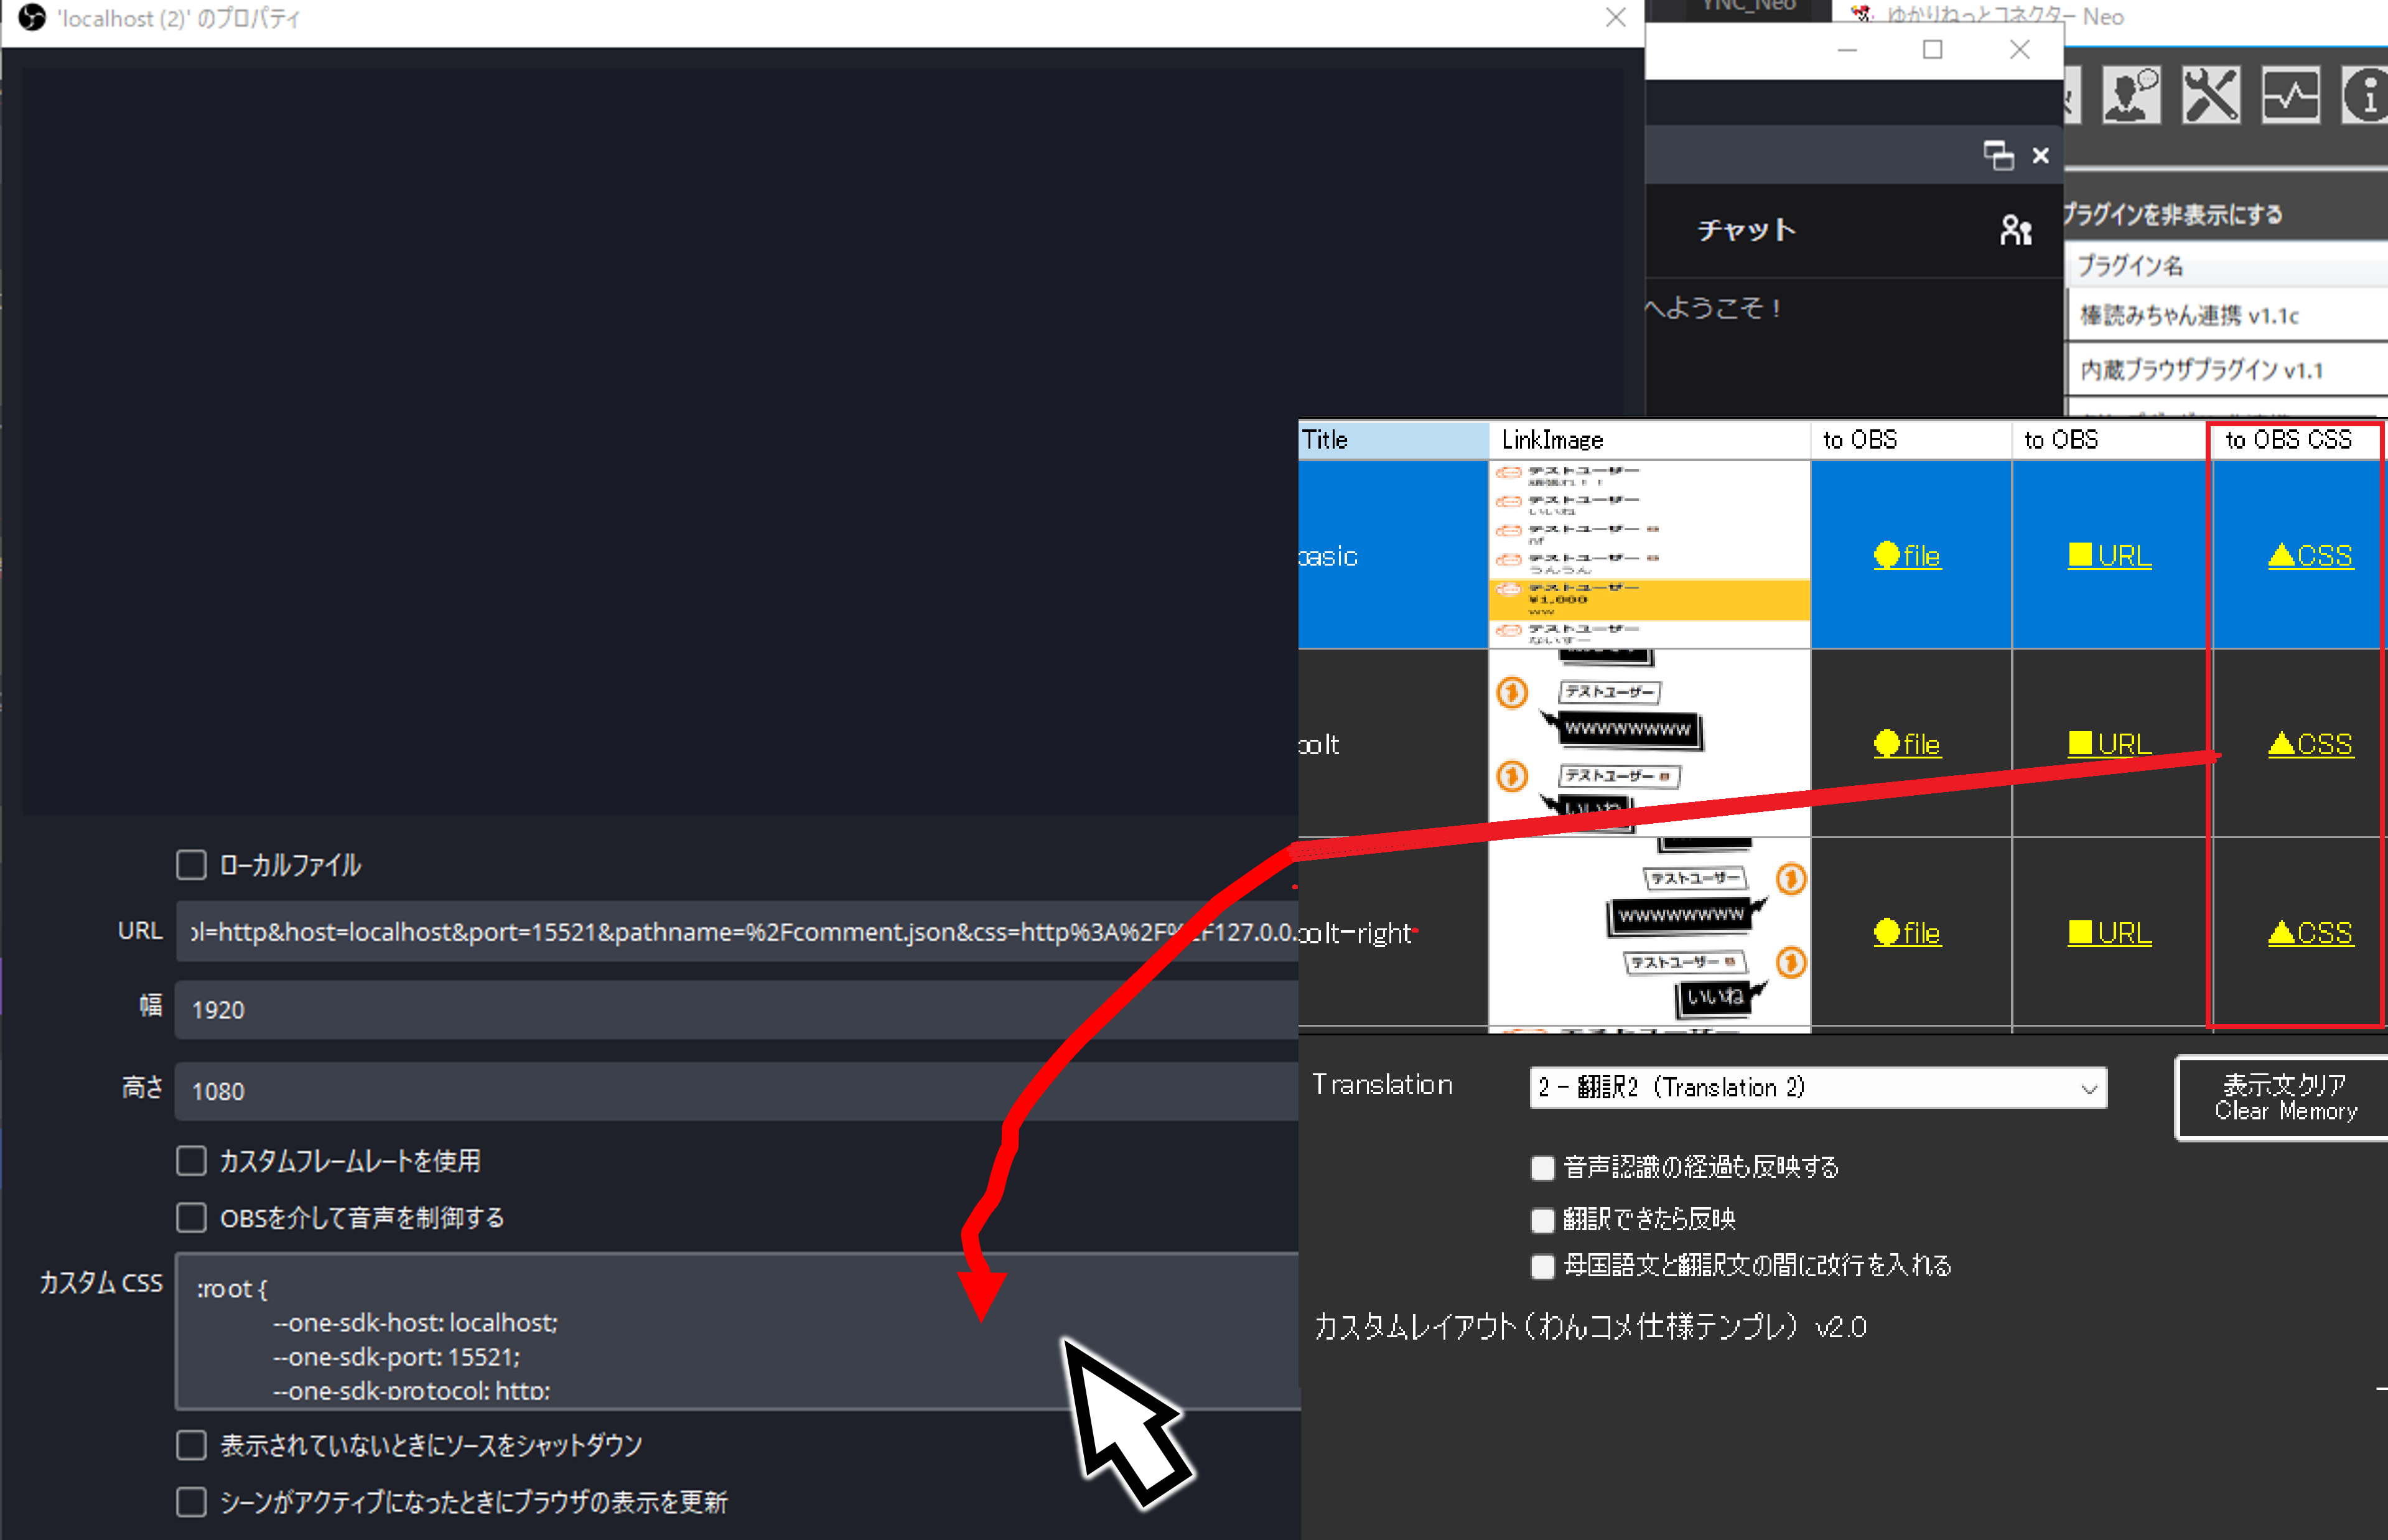 'localhost (2)' のプロパティ
YNC_Neo
ゆかりねっとコネクター Neo
チャット
へようこそ！
プラグインを非表示にする
プラグイン名
棒読みちゃん連携 v1.1c
内蔵ブラウザプラグイン v1.1
Title
LinkImage
to OBS
to OBS
to OBS CSS
basic
テストユーザー
テストユーザー
いいね
テストユーザー
テストユーザー
うんうん
テストユーザー
¥1,000
ww
テストユーザー
ないすー
●file
■URL
▲CSS
bolt
テストユーザー
wwwwwwwww
テストユーザー
いいね
●file
■URL
▲CSS
bolt-right
テストユーザー
wwwwwwwww
テストユーザー
いいね
●file
■URL
▲CSS
ローカルファイル
URL
ol=http&host=localhost&port=15521&pathname=%2Fcomment.json&css=http%3A%2F%2F127.0.0.
幅
1920
高さ
1080
カスタムフレームレートを使用
OBSを介して音声を制御する
カスタム CSS
:root {
--one-sdk-host: localhost;
--one-sdk-port: 15521;
--one-sdk-protocol: http;
表示されていないときにソースをシャットダウン
シーンがアクティブになったときにブラウザの表示を更新
Translation
2 - 翻訳2 (Translation 2)
表示文クリア
Clear Memory
音声認識の経過も反映する
翻訳できたら反映
母国語文と翻訳文の間に改行を入れる
カスタムレイアウト（わんコメ仕様テンプレ） v2.0